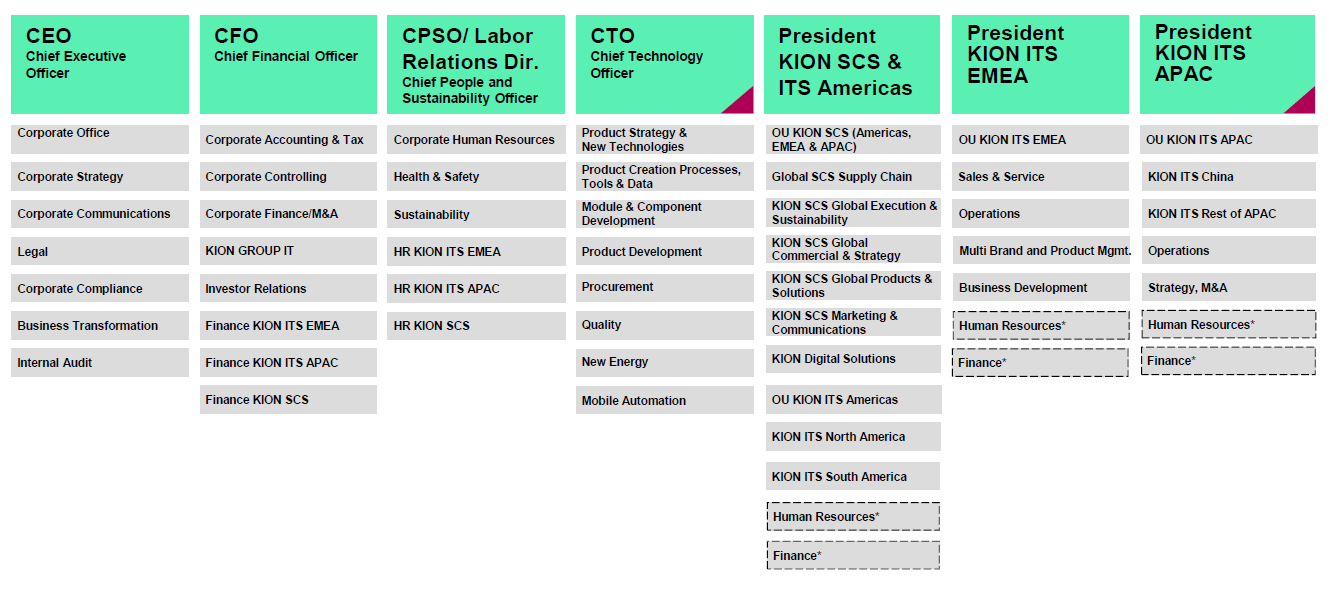 CEO
Chief Executive
Officer
Corporate Office
Corporate Strategy
Corporate Communications
Legal
Corporate Compliance
Business Transformation
Internal Audit
CFO
Chief Financial Officer
Corporate Accounting & Tax
Corporate Controlling
Corporate Finance/M&A
KION GROUP IT
Investor Relations
Finance KION ITS EMEA
Finance KION ITS APAC
Finance KION SCS
CPSO/ Labor
Relations Dir.
Chief People and
Sustainability Officer
Corporate Human Resources
Health & Safety
Sustainability
HR KION ITS EMEA
HR KION ITS APAC
HR KION SCS
CTO
Chief Technology
Officer
Product Strategy &
New Technologies
Product Creation Processes,
Tools & Data
Module & Component
Development
Product Development
Procurement
Quality
New Energy
Mobile Automation
President
KION SCS &
ITS Americas
OU KION SCS (Americas,
EMEA & APAC)
Global SCS Supply Chain
KION SCS Global Execution &
Sustainability
KION SCS Global
Commercial & Strategy
KION SCS Global Products &
Solutions
KION SCS Marketing &
Communications
KION Digital Solutions
OU KION ITS Americas
KION ITS North America
KION ITS South America
Human Resources*
Finance*
President
KION ITS
EMEA
OU KION ITS EMEA
Sales & Service
Operations
Multi Brand and Product Mgmt.
Business Development
Human Resources*
Finance*
President
KION ITS
APAC
OU KION ITS APAC
KION ITS China
KION ITS Rest of APAC
Operations
Strategy, M&A
Human Resources*
Finance*